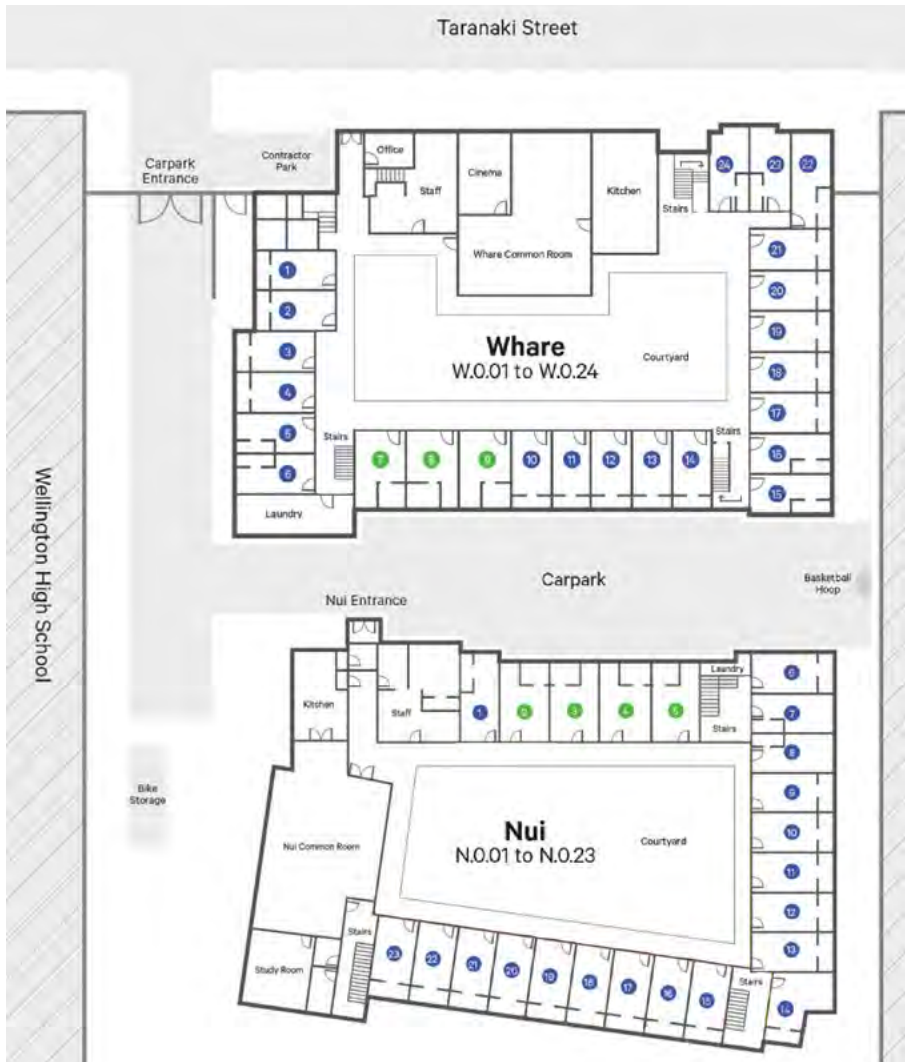 Taranaki Street
Carpark
Entrance
Contractor
Park
Office
Staff
Cinema
Kitchen
Stairs
24
23
22
Whare Common Room
1
2
3
4
5
6
21
20
19
18
17
16
15
Whare
W.0.01 to W.0.24
Courtyard
Stairs
7
8
9
10
11
12
13
14
Stairs
Laundry
Wellington High School
Carpark
Basketball
Hoop
Nui Entrance
Kitchen
Staff
1
2
3
4
5
Laundry
Stairs
6
7
8
9
10
11
12
13
14
Bike
Storage
Nui Common Room
Nui
N.0.01 to N.0.23
Courtyard
Stairs
Study Room
23
22
21
20
19
18
17
16
15
Stairs